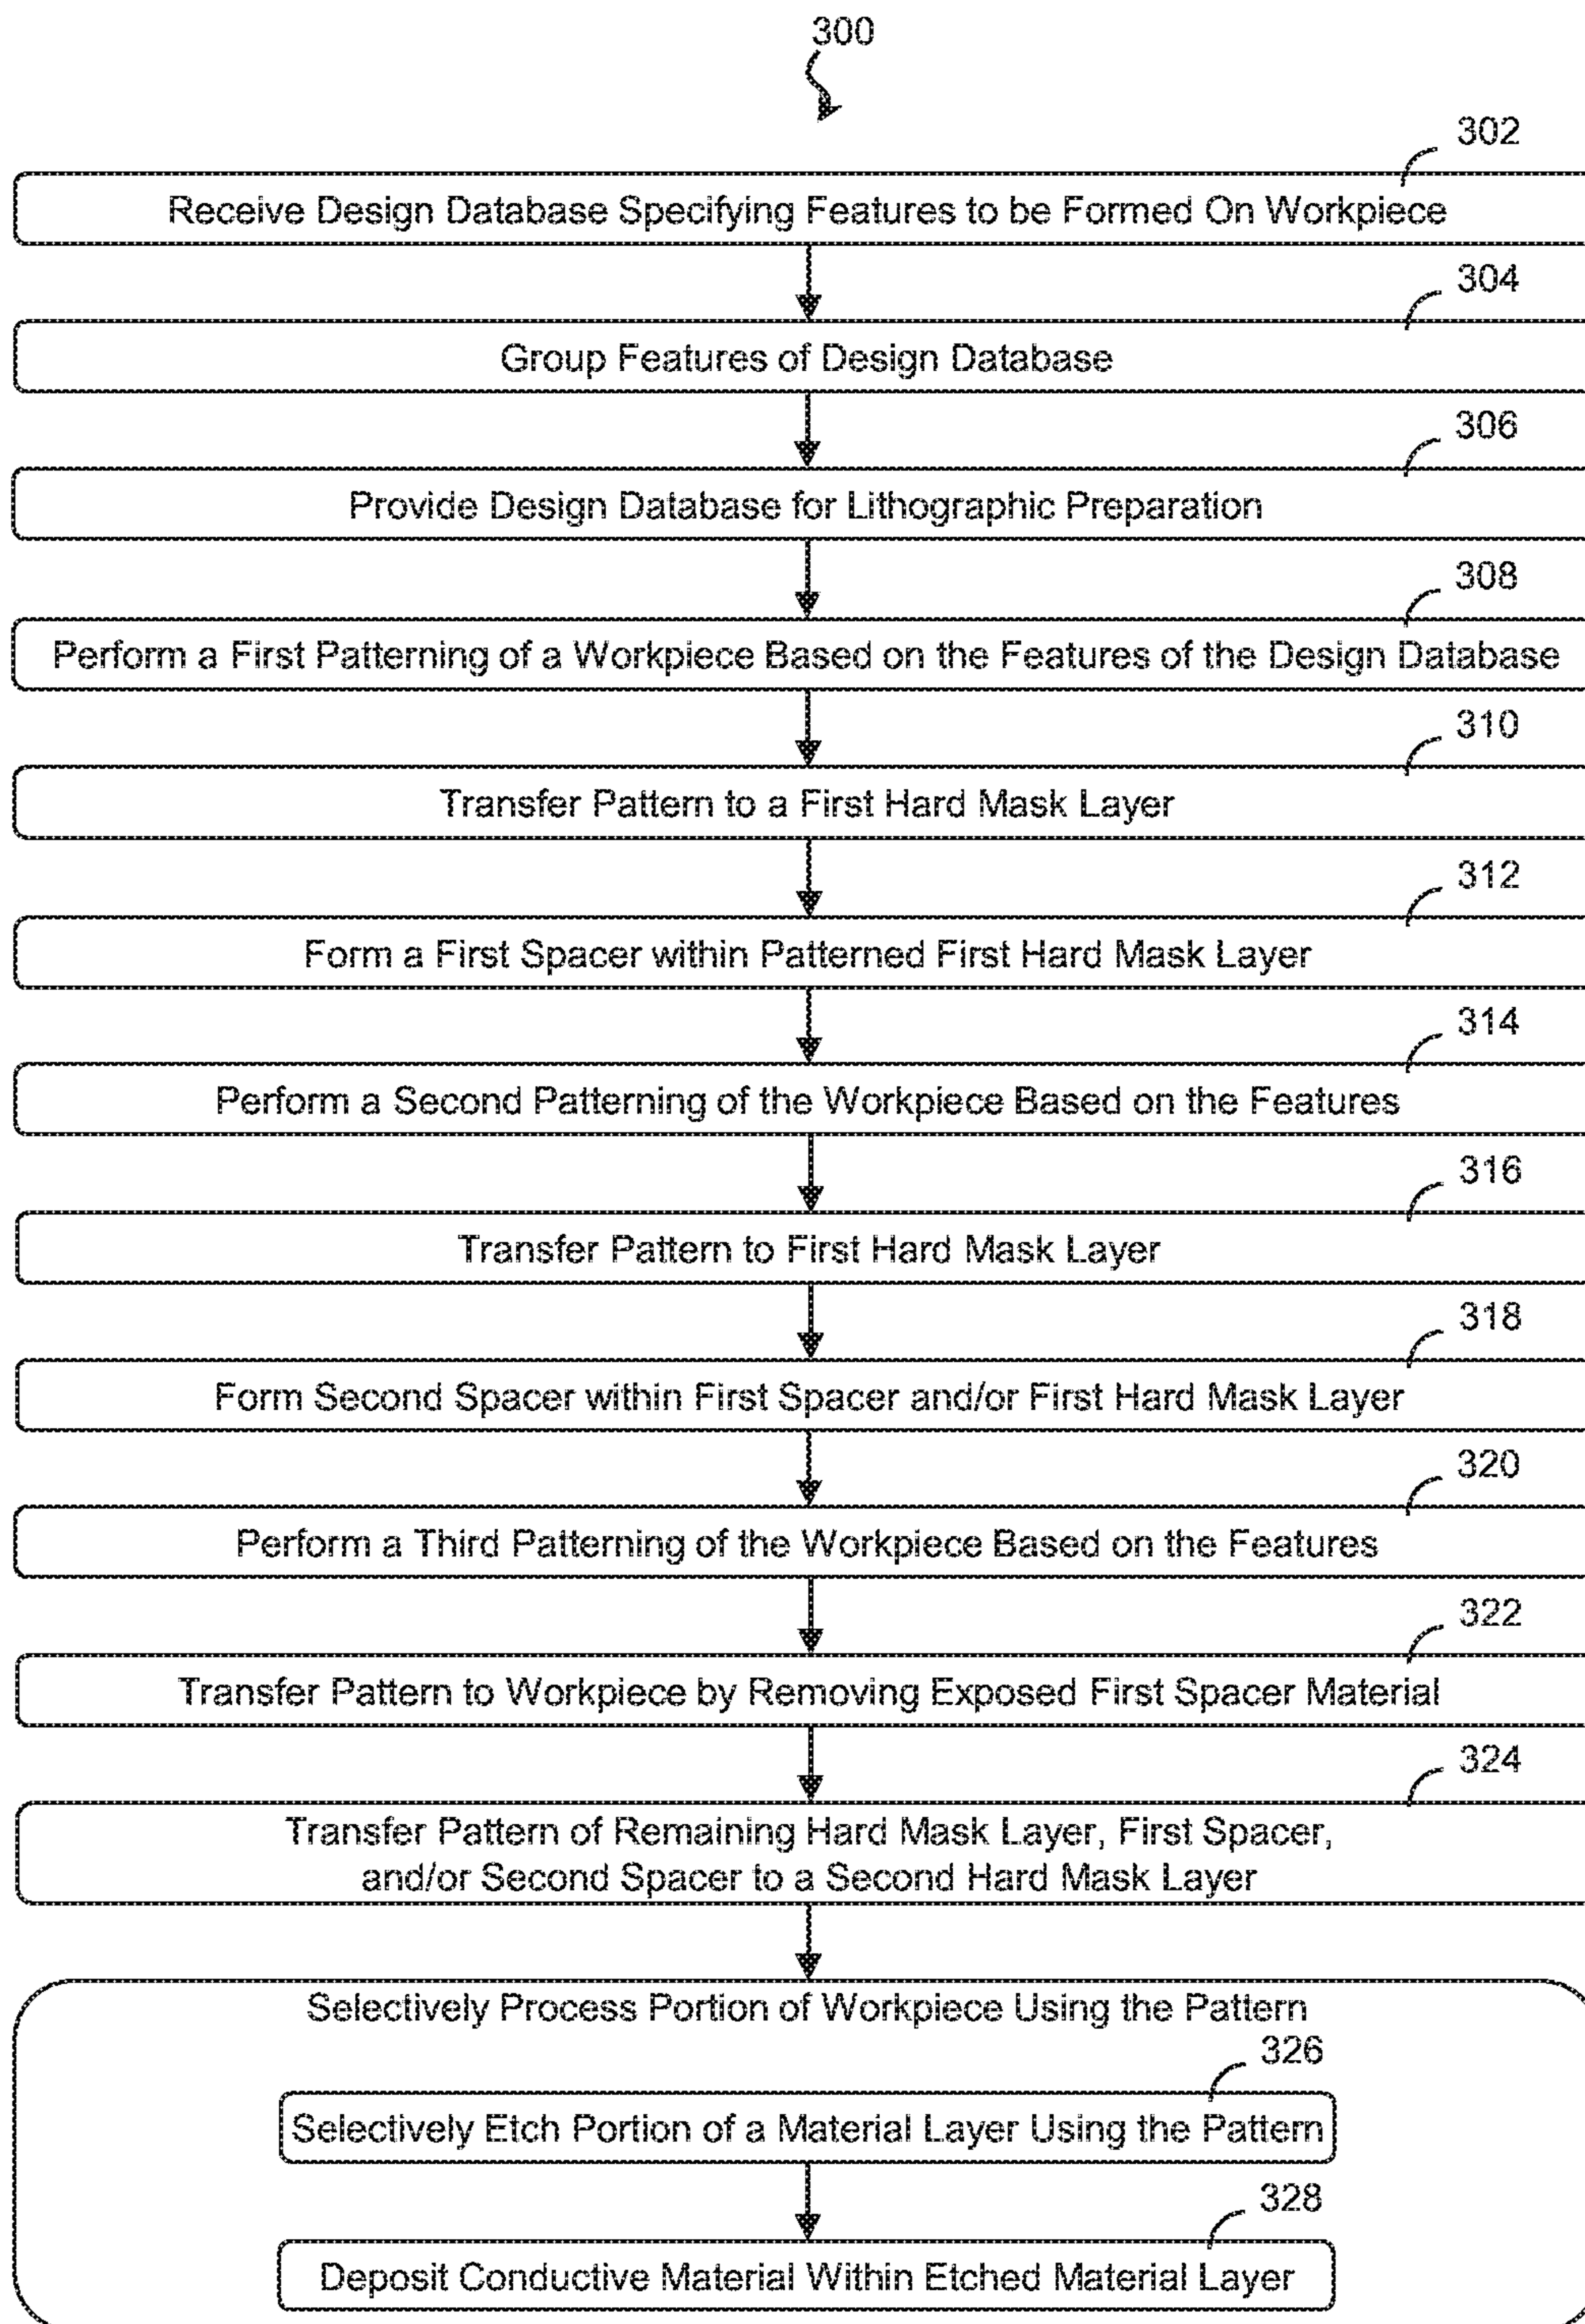 300
302
Receive Design Database Specifying Features to be Formed On Workpiece
304
Group Features of Design Database
306
Provide Design Database for Lithographic Preparation
308
Perform a First Patterning of a Workpiece Based on the Features of the Design Database
310
Transfer Pattern to a First Hard Mask Layer
312
Form a First Spacer within Patterned First Hard Mask Layer
314
Perform a Second Patterning of the Workpiece Based on the Features
316
Transfer Pattern to First Hard Mask Layer
318
Form Second Spacer within First Spacer and/or First Hard Mask Layer
320
Perform a Third Patterning of the Workpiece Based on the Features
322
Transfer Pattern to Workpiece by Removing Exposed First Spacer Material
324
Transfer Pattern of Remaining Hard Mask Layer, First Spacer,
and/or Second Spacer to a Second Hard Mask Layer
Selectively Process Portion of Workpiece Using the Pattern
326
Selectively Etch Portion of a Material Layer Using the Pattern
328
Deposit Conductive Material Within Etched Material Layer